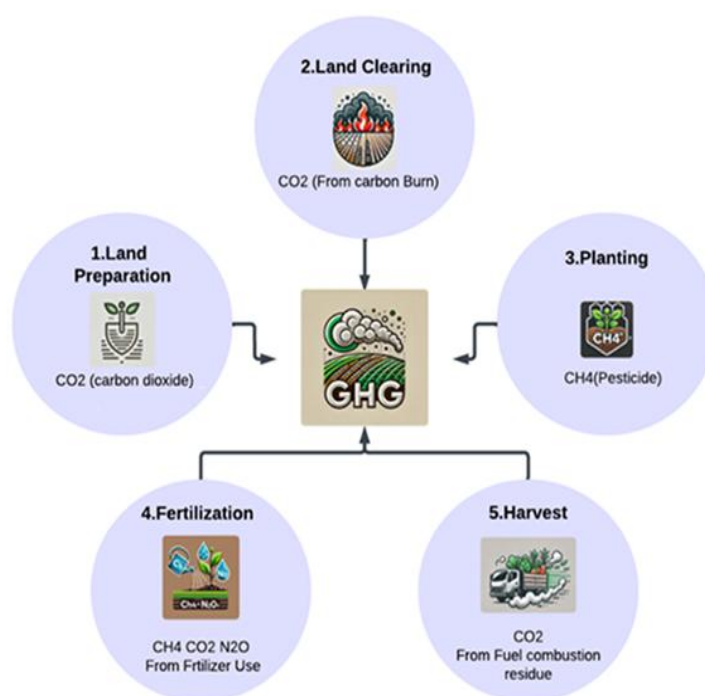 2.Land Clearing
CO2 (From carbon Burn)
1.Land
Preparation
CO2 (carbon dioxide)
GHG
3.Planting
CH4
CH4(Pesticide)
4.Fertilization
CH4 CO2 N2O
From Frtilizer Use
5.Harvest
CO2
From Fuel combustion
residue